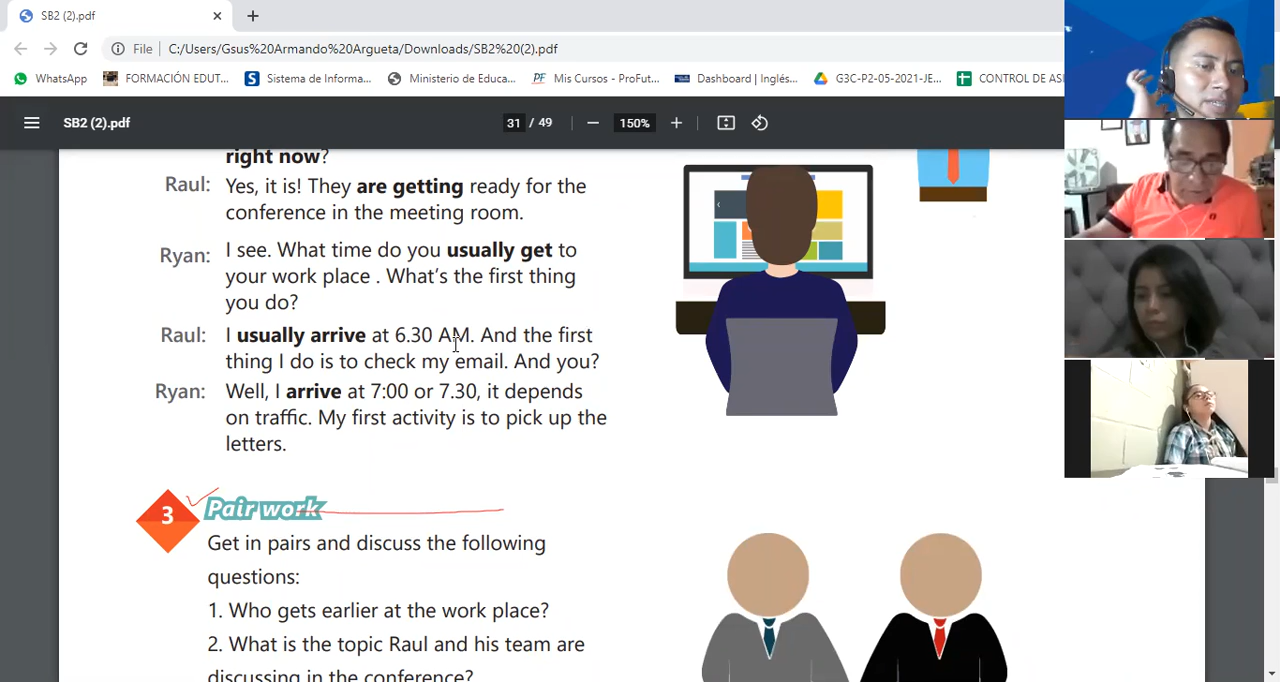 SB2 (2).pdf
File
C:/Users/Gsus%20Armando%20Argueta/Downloads/SB2%20(2).pdf
WhatsApp
FORMACIÓN EDUT...
Sistema de Informa...
Ministerio de Educa...
Mis Cursos - ProFut...
Dashboard | Inglés...
G3C-P2-05-2021-JE...
CONTROL DE AS
SB2 (2).pdf
31 / 49
150%
right now?
Raul: Yes, it is! They are getting ready for the
conference in the meeting room.
Ryan: I see. What time do you usually get to
your work place . What's the first thing
you do?
Raul: I usually arrive at 6.30 AM. And the first
thing I do is to check my email. And you?
Ryan: Well, I arrive at 7:00 or 7.30, it depends
on traffic. My first activity is to pick up the
letters.
3 Pair work
Get in pairs and discuss the following
questions:
1. Who gets earlier at the work place?
2. What is the topic Raul and his team are
discussing in the conference?